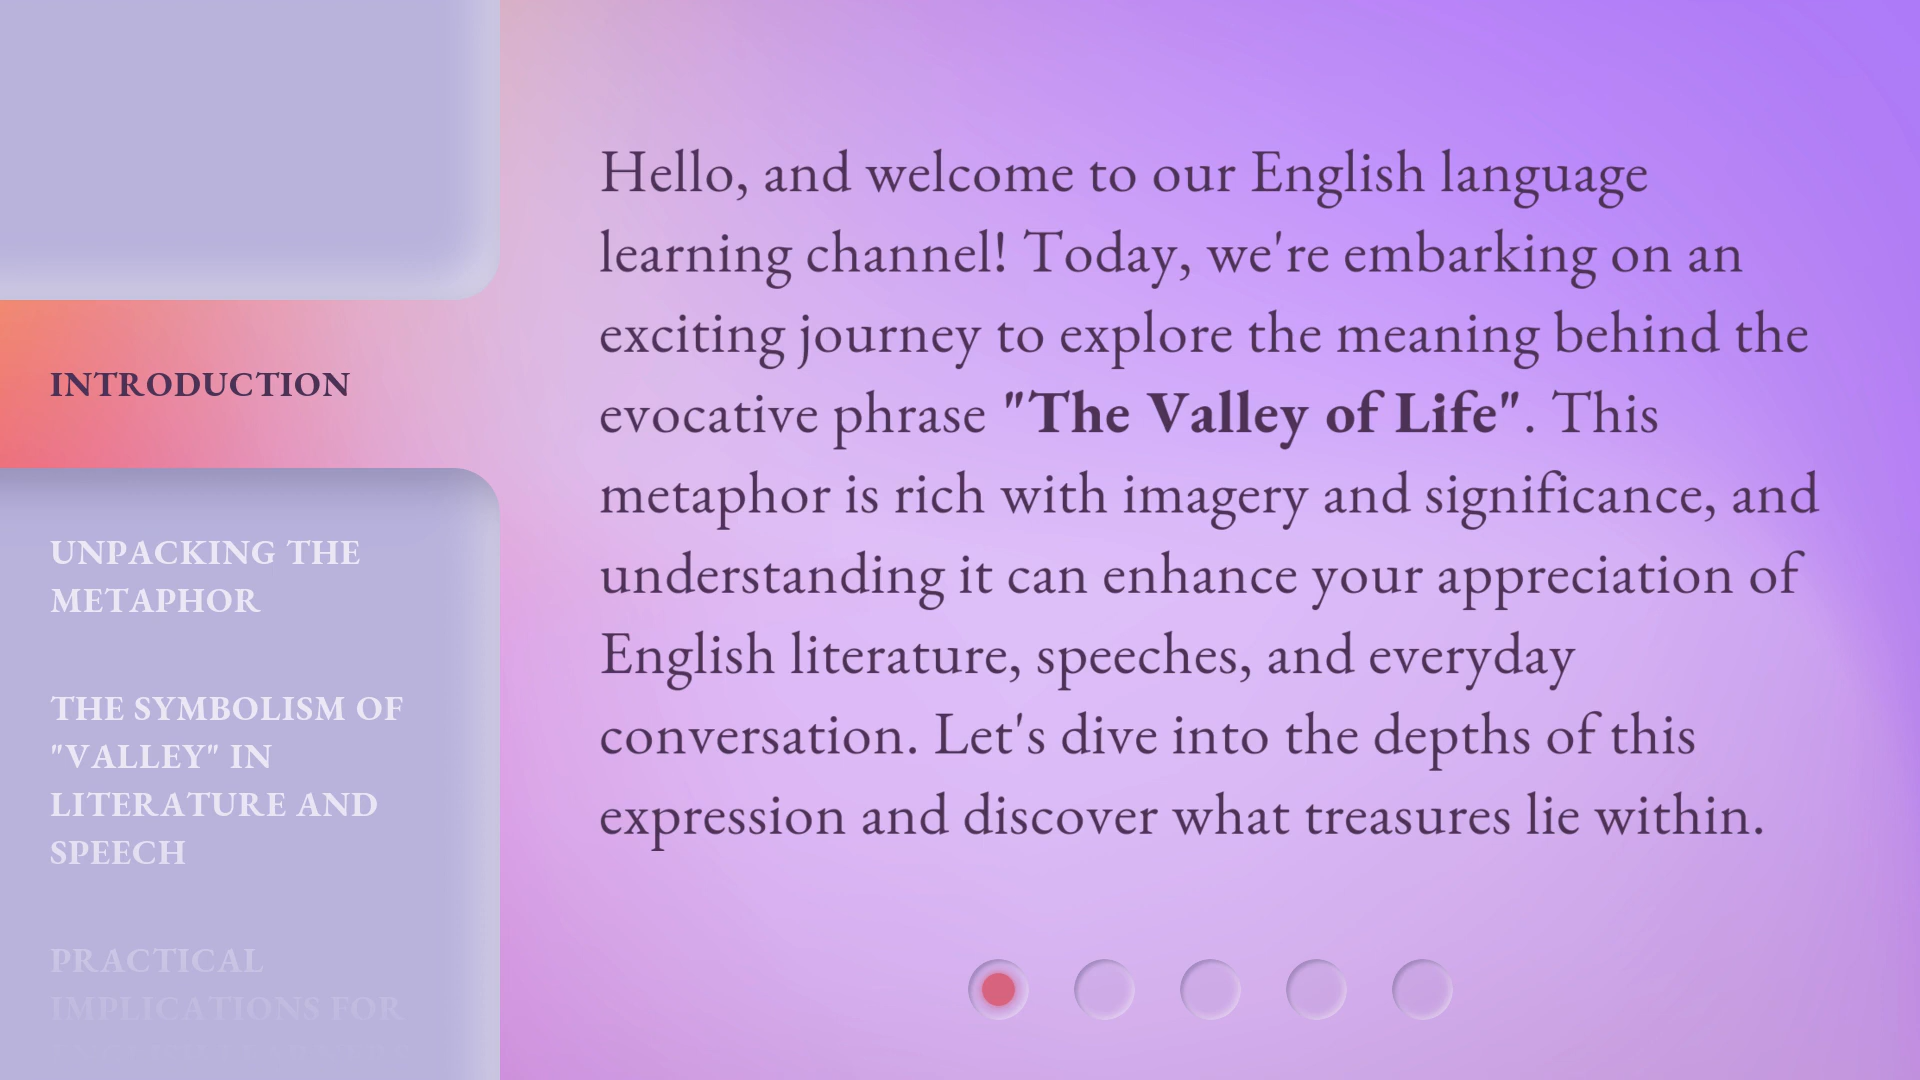 INTRODUCTION
UNPACKING THE
METAPHOR
THE SYMBOLISM OF
"VALLEY" IN
LITERATURE AND
SPEECH
PRACTICAL
IMPLICATIONS FOR
Hello, and welcome to our English language
learning channel! Today, we're embarking on an
exciting journey to explore the meaning behind the
evocative phrase "The Valley of Life". This
metaphor is rich with imagery and significance, and
understanding it can enhance your appreciation of
English literature, speeches, and everyday
conversation. Let's dive into the depths of this
expression and discover what treasures lie within.